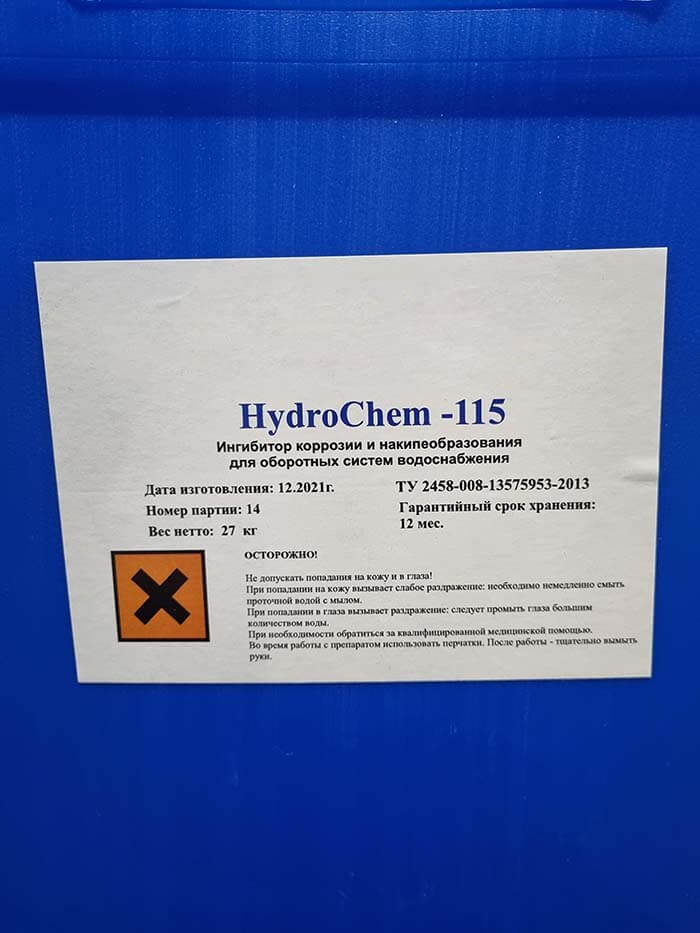 HydroChem -115
Ингибитор коррозии и накипеобразования
для оборотных систем водоснабжения
Дата изготовления: 12.2021г.
ТУ 2458-008-13575953-2013
Номер партии: 14
Гарантийный срок хранения:
12 мес.
Вес нетто: 27 кг
ОСТОРОЖНО!
Не допускать попадания на кожу и в глаза!
При попадании на кожу вызывает слабое раздражение: необходимо немедленно смыть
проточной водой с мылом.
При попадании в глаза вызывает раздражение: следует промыть глаза большим
количеством воды.
При необходимости обратиться за квалифицированной медицинской помощью.
Во время работы с препаратом использовать перчатки. После работы - тщательно вымыть
руки.